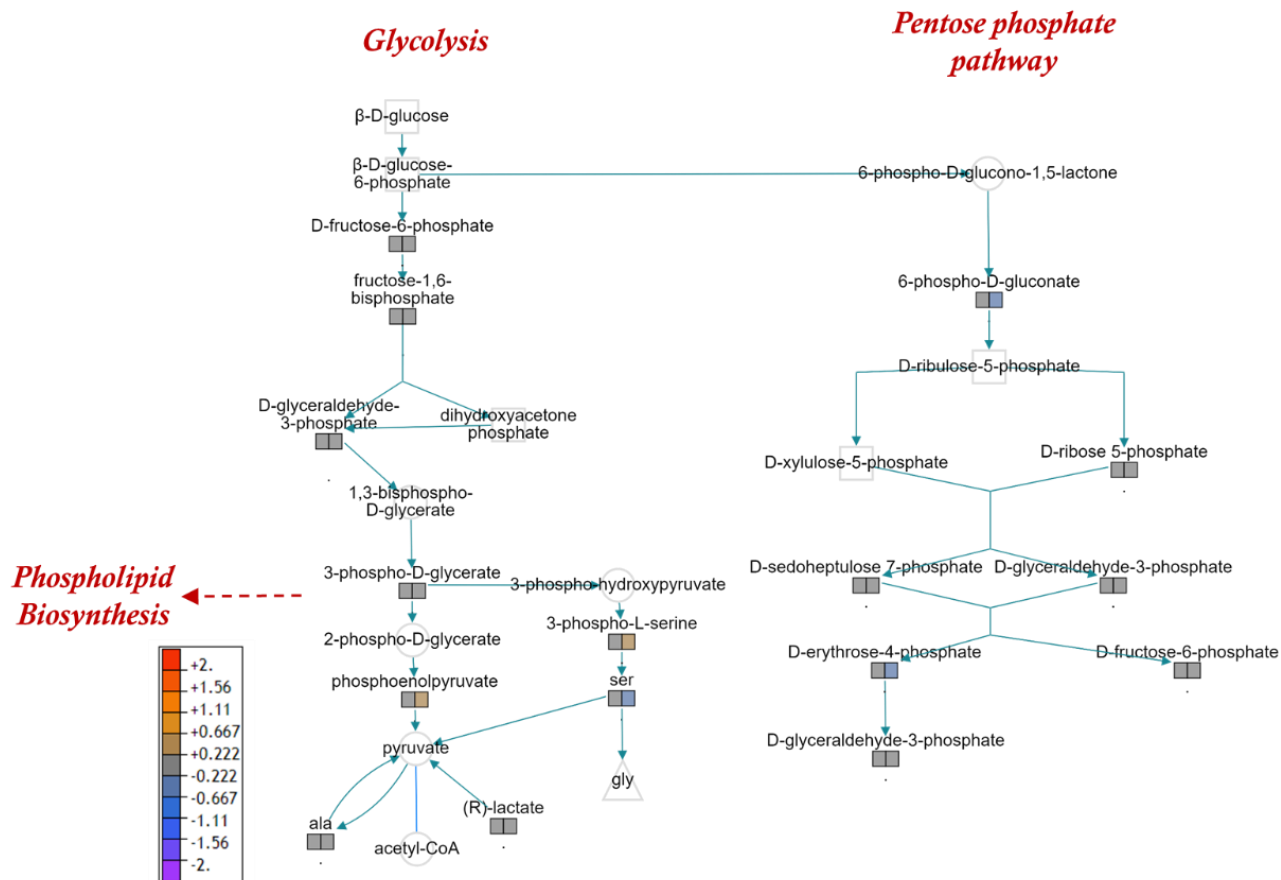 Glycolysis
Pentose phosphate
pathway
β-D-glucose
β-D-glucose-
6-phosphate
6-phospho-D-glucono-1,5-lactone
D-fructose-6-phosphate
fructose-1,6-
bisphosphate
6-phospho-D-gluconate
D-ribulose-5-phosphate
D-glyceraldehyde-
3-phosphate
dihydroxyacetone
phosphate
D-xylulose-5-phosphate
D-ribose 5-phosphate
1,3-bisphospho-
D-glycerate
3-phospho-D-glycerate
3-phospho-hydroxypyruvate
D-sedoheptulose 7-phosphate
D-glyceraldehyde-3-phosphate
Phospholipid
Biosynthesis
2-phospho-D-glycerate
3-phospho-L-serine
D-erythrose-4-phosphate
D-fructose-6-phosphate
phosphoenolpyruvate
ser
D-glyceraldehyde-3-phosphate
pyruvate
gly
ala
(R)-lactate
acetyl-CoA
+2.
+1.56
+1.11
+0.667
+0.222
-0.222
-0.667
-1.11
-1.56
-2.